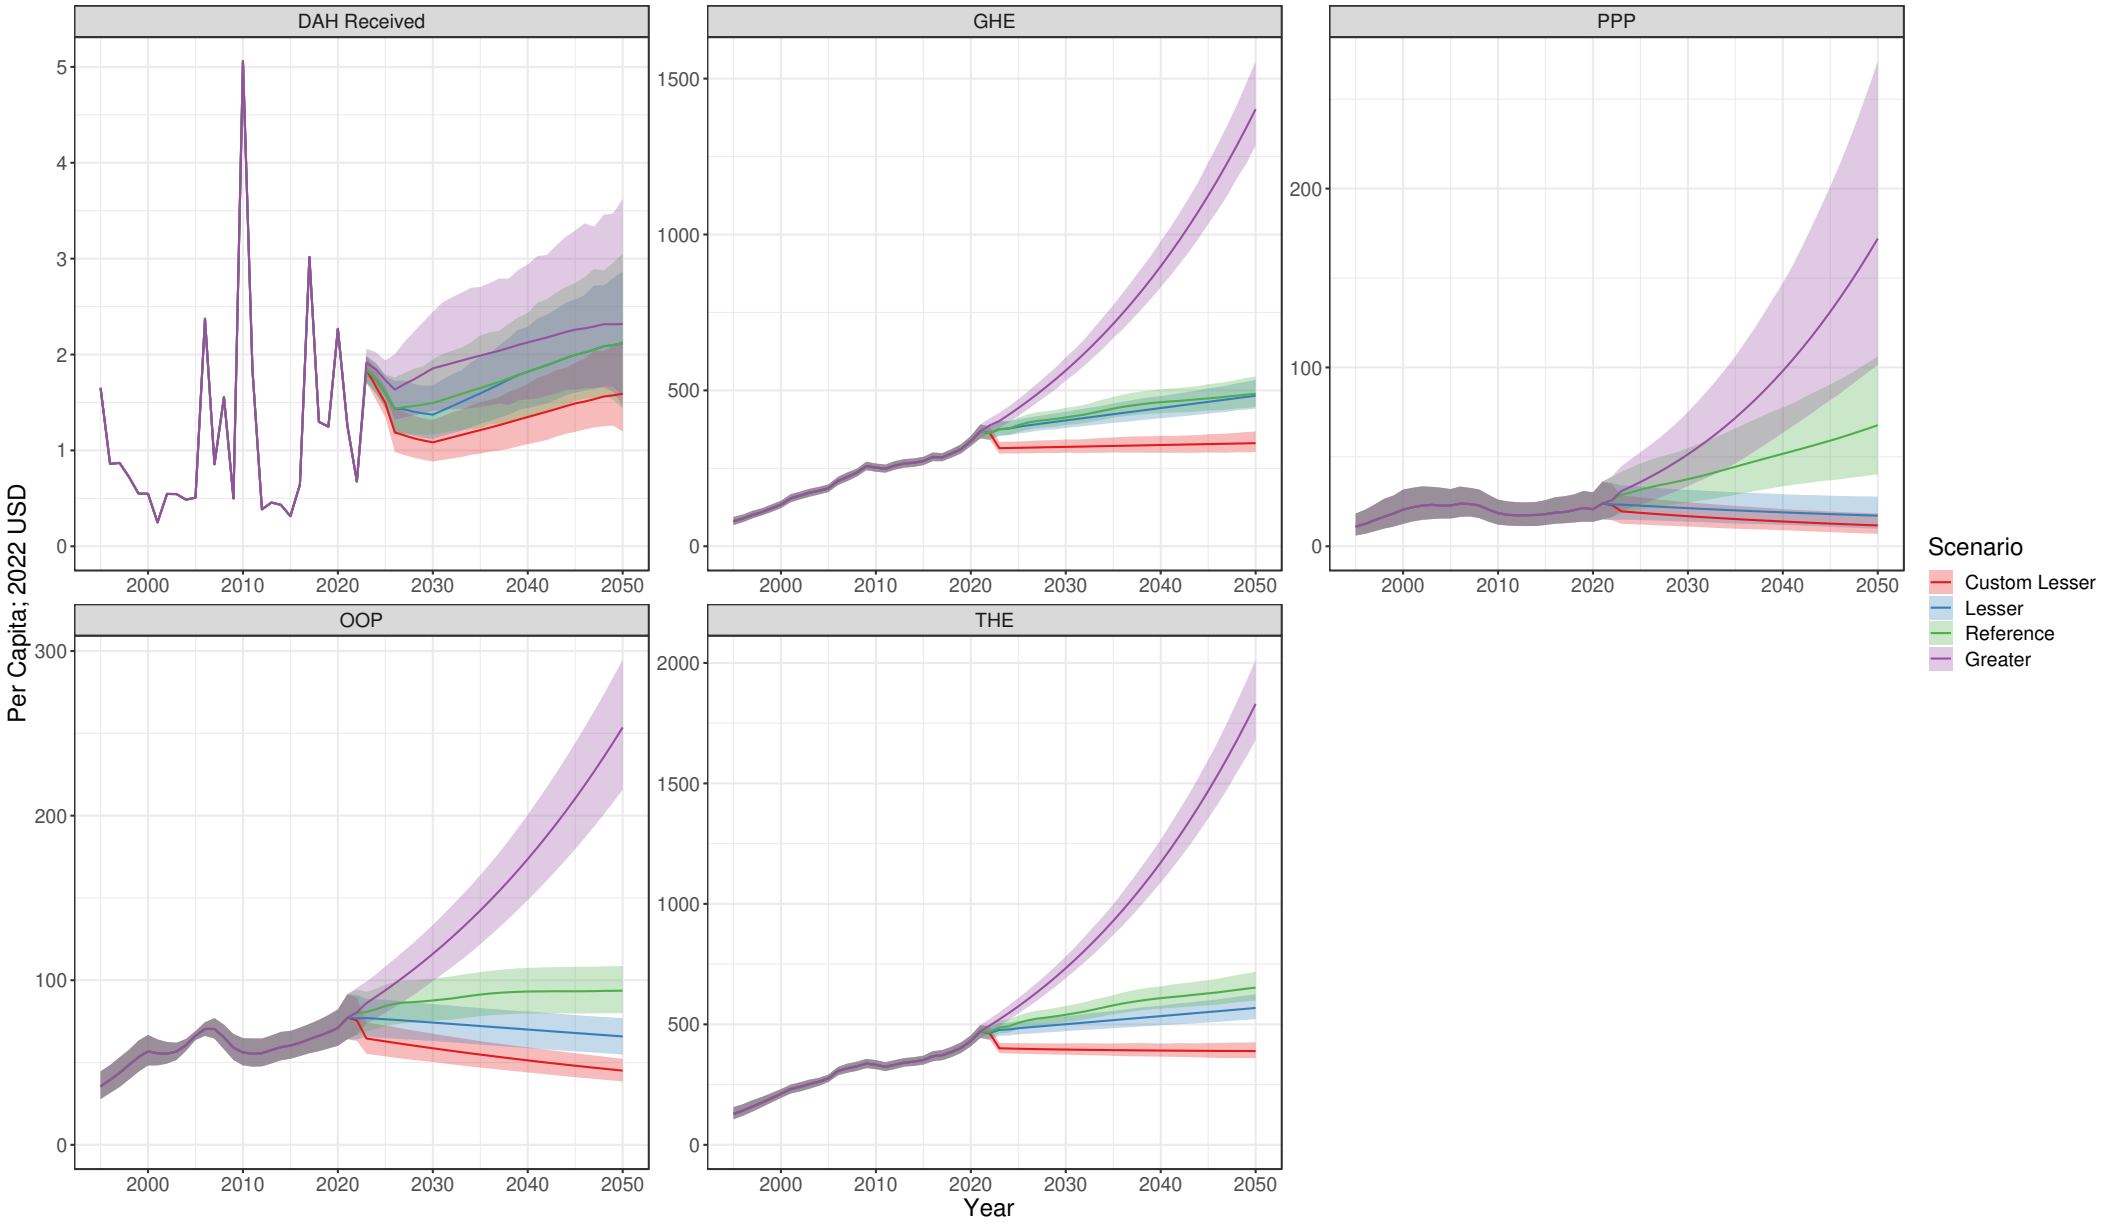 DAH Received
GHE
PPP
5
4
3
2
1
0
1500
1000
500
0
200
100
0
2000 2010 2020 2030 2040 2050
2000 2010 2020 2030 2040 2050
2000 2010 2020 2030 2040 2050
Per Capita; 2022 USD
OOP
THE
300
200
100
0
2000
1500
1000
500
0
2000 2010 2020 2030 2040 2050
2000 2010 2020 2030 2040 2050
Year
Scenario
Custom Lesser
Lesser
Reference
Greater